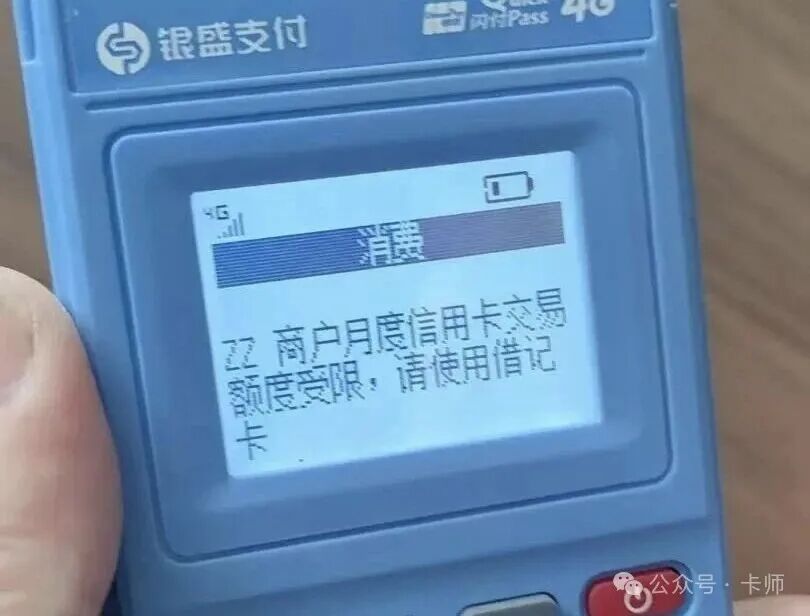 银盛支付
Quick
闪付Pass
4G
4G
消费
ZZ 商户月度信用卡交易
额度受限，请使用借记
卡
公众号·卡师